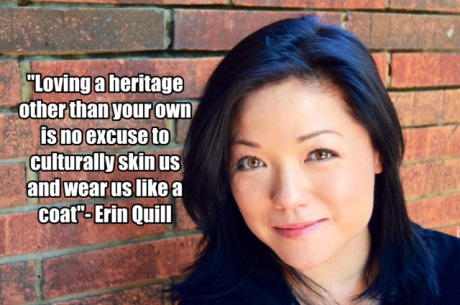 "Loving a heritage
other than your own
is no excuse to
culturally skin us
and wear us like a
coat"- Erin Quill